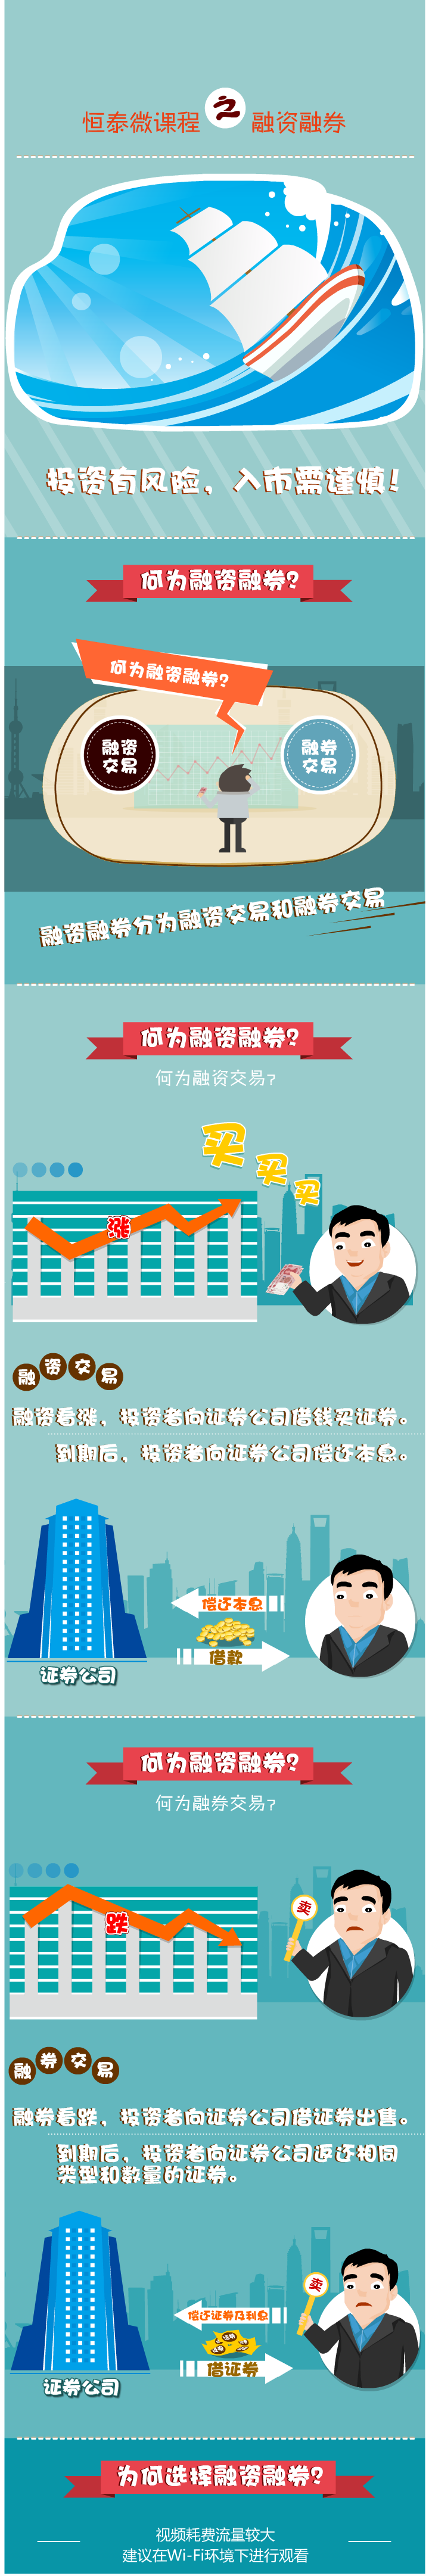 恒泰微课程 之 融资融券
投资有风险，入市需谨慎！
何为融资融券？
何为融资融券？
融资
交易
融券
交易
融资融券分为融资交易和融券交易
何为融资融券？
何为融资交易？
买 买 买
涨
融资交易
融资看涨，投资者向证券公司借钱买证券。
到期后，投资者向证券公司偿还本息。
偿还本息
借款
证券公司
何为融资融券？
何为融券交易？
卖
跌
融券交易
融券看跌，投资者向证券公司借证券出售。
到期后，投资者向证券公司返还相同
类型和数量的证券。
卖
偿还证券及利息
借证券
证券公司
为何选择融资融券？
视频耗费流量较大
建议在Wi-Fi环境下进行观看